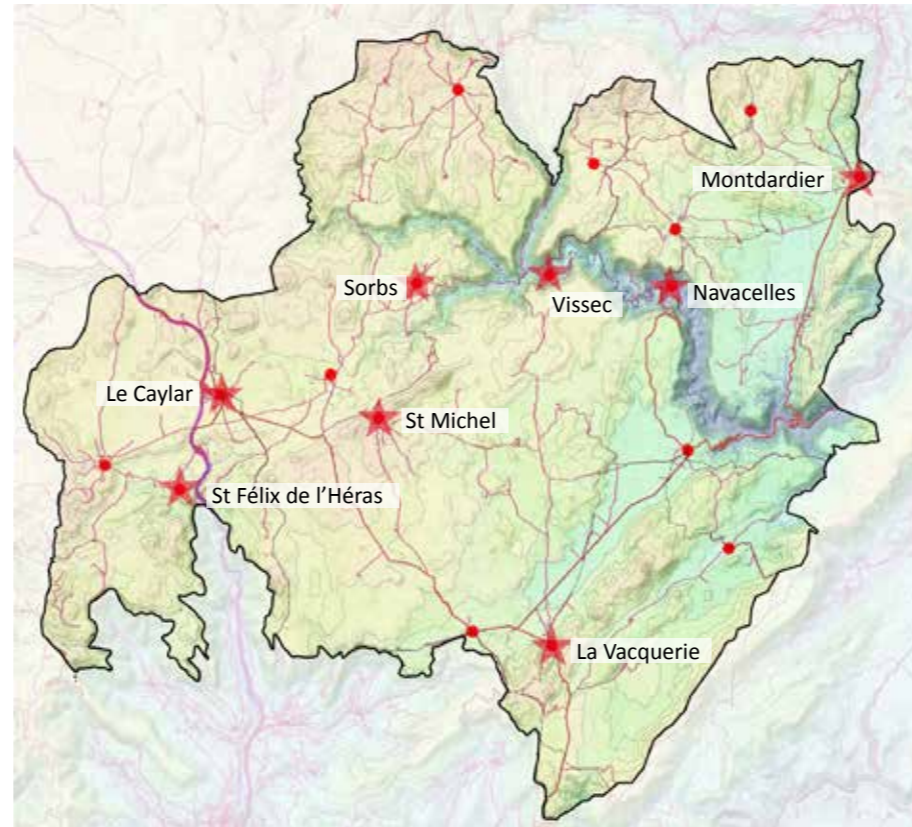 Montdardier
Sorbs
Vissec
Navacelles
Le Caylar
St Michel
St Félix de l’Héras
La Vacquerie